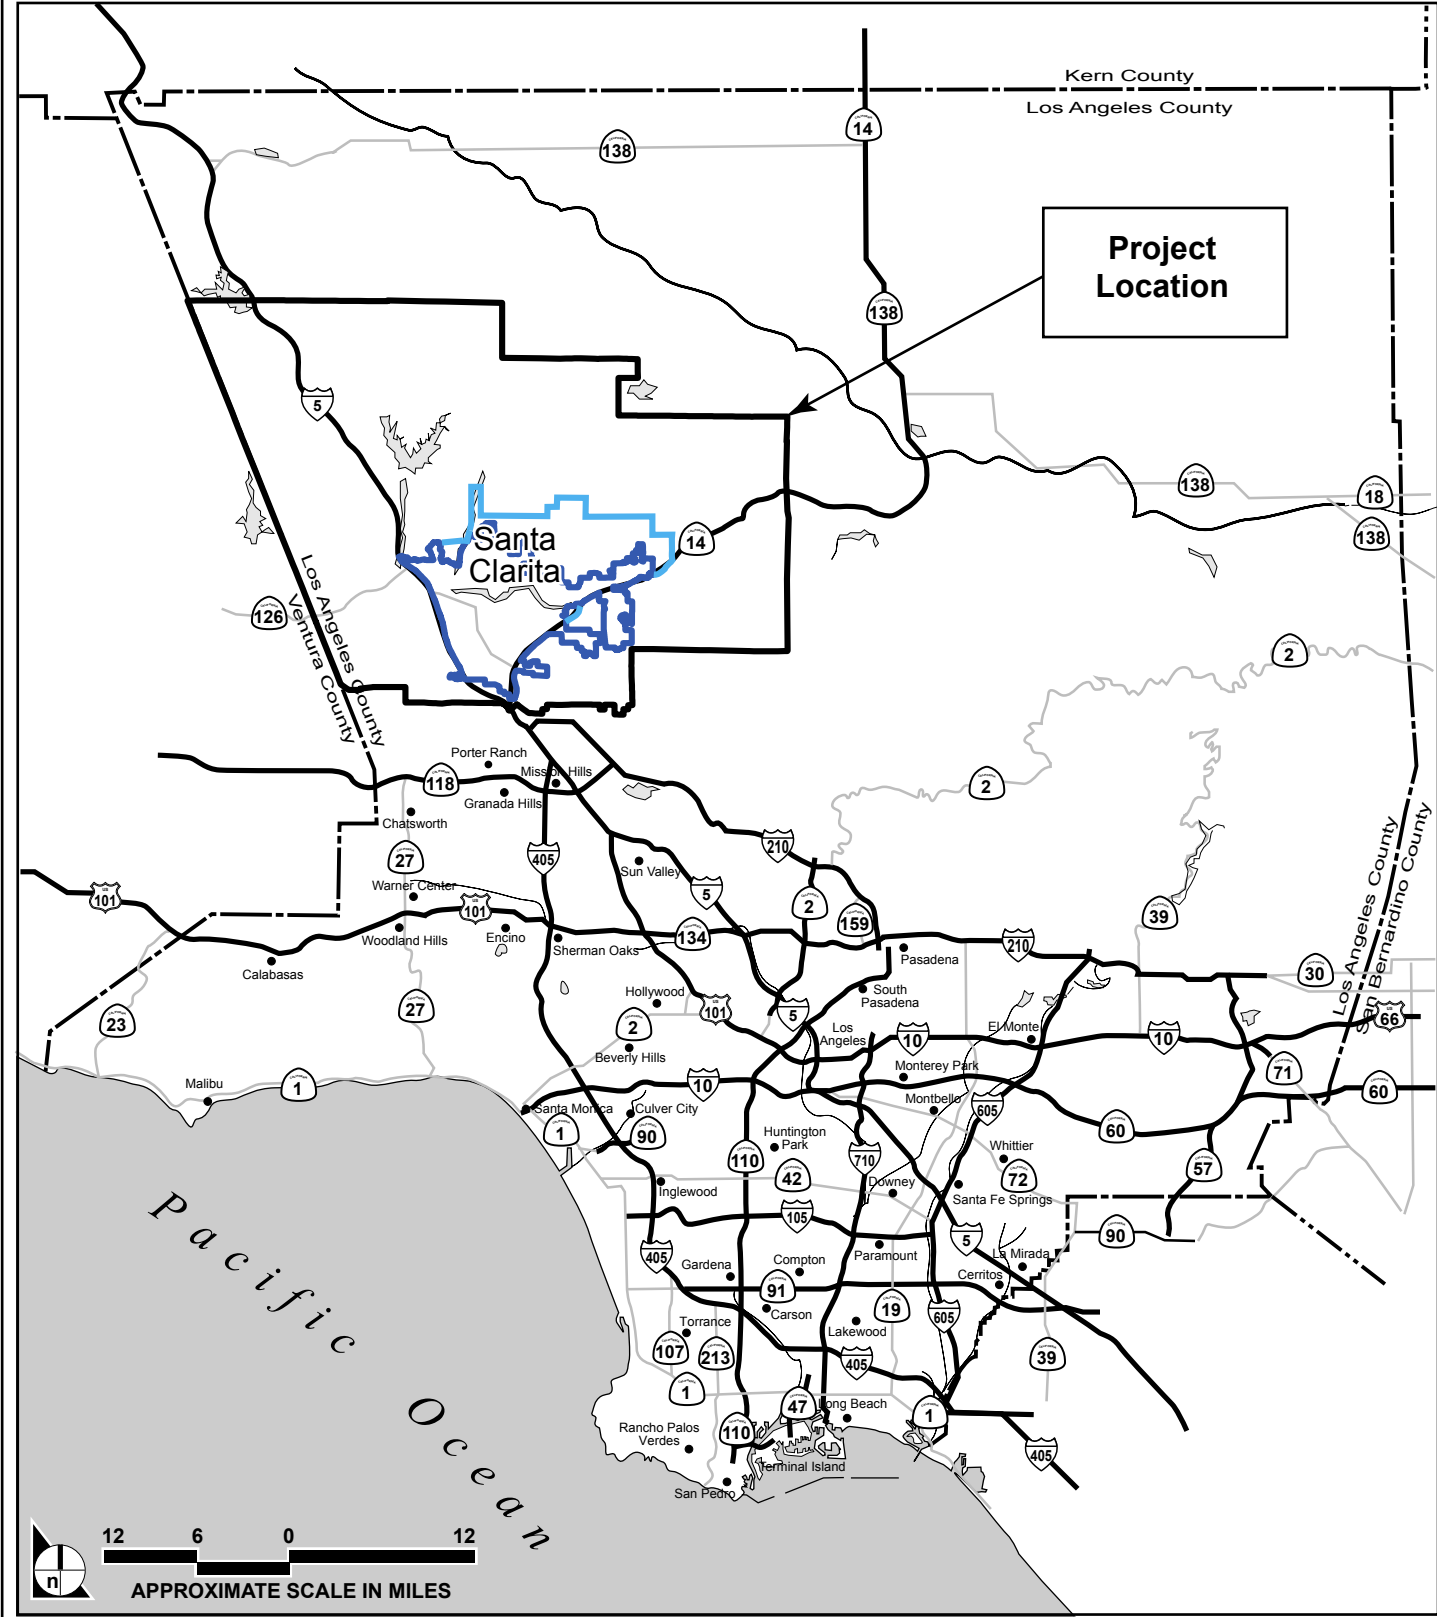 Kern County
Los Angeles County
14
138
Project
Location
138
5
138
18
138
14
Santa
Clarita
126
Los Angeles County
Ventura County
2
Porter Ranch
Mission Hills
118
Granada Hills
2
Chatsworth
27
405
210
Sun Valley
Warner Center
US
101
US
101
5
2
159
39
Los Angeles County
San Bernardino County
Woodland Hills
Encino
Sherman Oaks
134
210
Pasadena
Calabasas
30
South
Pasadena
Hollywood
US
101
27
23
2
5
Los
Angeles
10
El Monte
10
US
66
Beverly Hills
Monterey Park
71
Malibu
1
10
60
Montbello
Santa Monica
Culver City
605
1
90
60
Huntington
Park
Whittier
110
710
57
42
72
Inglewood
Downey
Santa Fe Springs
105
90
5
405
Paramount
La Mirada
Gardena
Compton
Cerritos
91
Carson
19
605
Torrance
Lakewood
107
213
405
39
1
47
Long Beach
1
Rancho Palos
Verdes
110
405
Terminal Island
San Pedro
Pacific Ocean
12 6 0 12
n
APPROXIMATE SCALE IN MILES